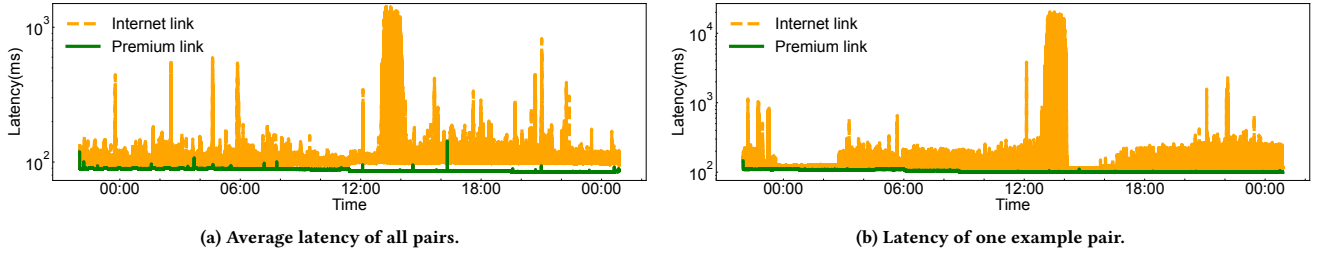 Internet link
Premium link
Latency(ms)
10³
10²
00:00 06:00 12:00 18:00 00:00
Time
(a) Average latency of all pairs.
Internet link
Premium link
Latency(ms)
10⁴
10³
10²
00:00 06:00 12:00 18:00 00:00
Time
(b) Latency of one example pair.